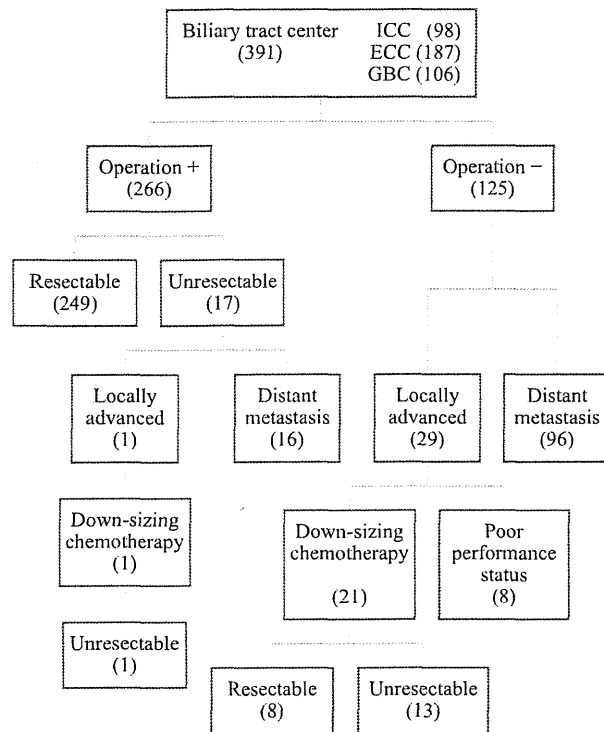 Biliary tract center ICC (98)
(391) ECC (187)
GBC (106)
Operation + Operation −
(266) (125)
Resectable Unresectable
(249) (17)
Locally Distant Locally Distant
advanced metastasis advanced metastasis
(1) (16) (29) (96)
Down-sizing Down-sizing Poor
chemotherapy chemotherapy performance
(1) status
(21) (8)
Unresectable
(1)
Resectable Unresectable
(8) (13)